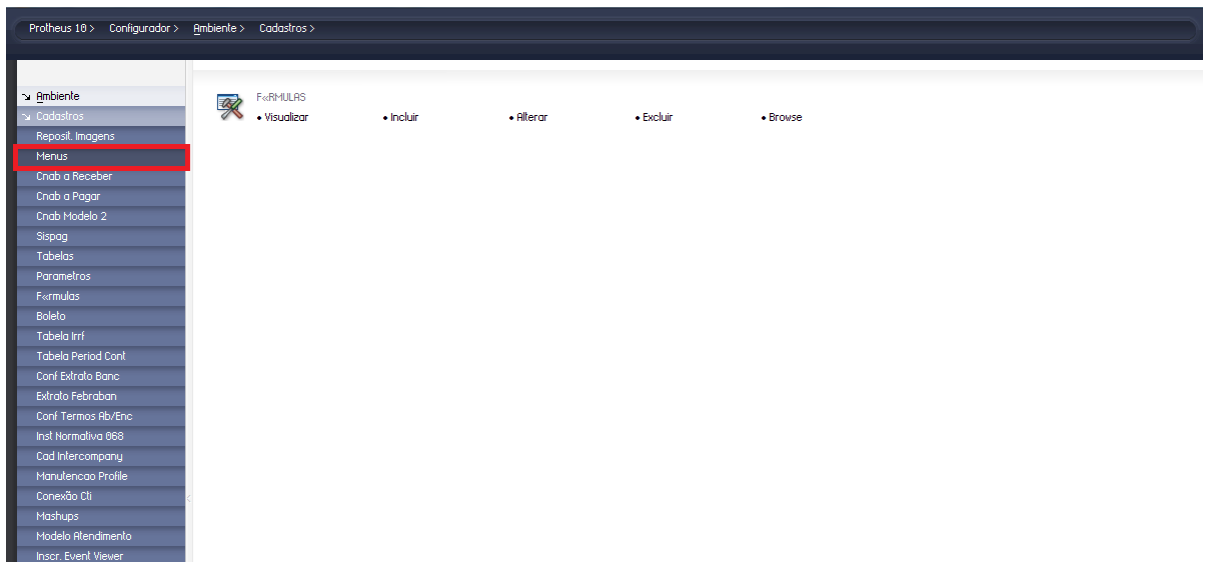 Protheus 10 > Configurador > Ambiente > Cadastros >
Ambiente
Cadastros
Reposit. Imagens
Menus
Cnab a Receber
Cnab a Pagar
Cnab Modelo 2
Sispag
Tabelas
Parametros
F«rmulas
Boleto
Tabela Irrf
Tabela Period Cont
Conf Extrato Banc
Extrato Febraban
Conf Termos Ab/Enc
Inst Normativa 068
Cad Intercompany
Manutencao Profile
Conexão Cti
Mashups
Modelo Atendimento
Inscr. Event Viewer
F«RMULAS
• Visualizar • Incluir • Alterar • Excluir • Browse